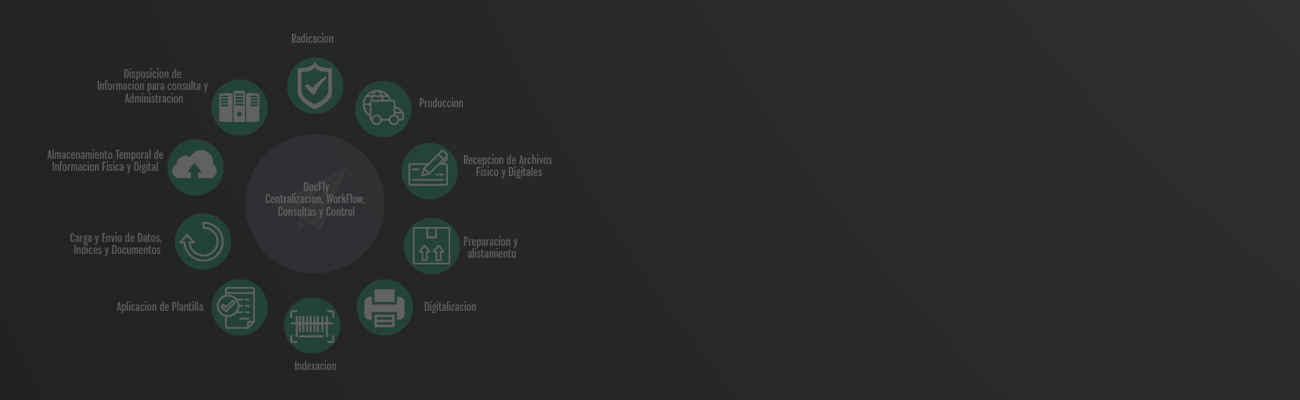 Radicacion
Disposicion de
Informacion para consulta y
Administracion
Produccion
Almacenamiento Temporal de
Informacion Fisica y Digital
Recepcion de Archivos
Fisico y Digitales
DocFly
Centralizacion, WorkFlow,
Consultas y Control
Carga y Envio de Datos,
Indices y Documentos
Preparacion y
alistamiento
Aplicacion de Plantilla
Digitalizacion
Indexacion